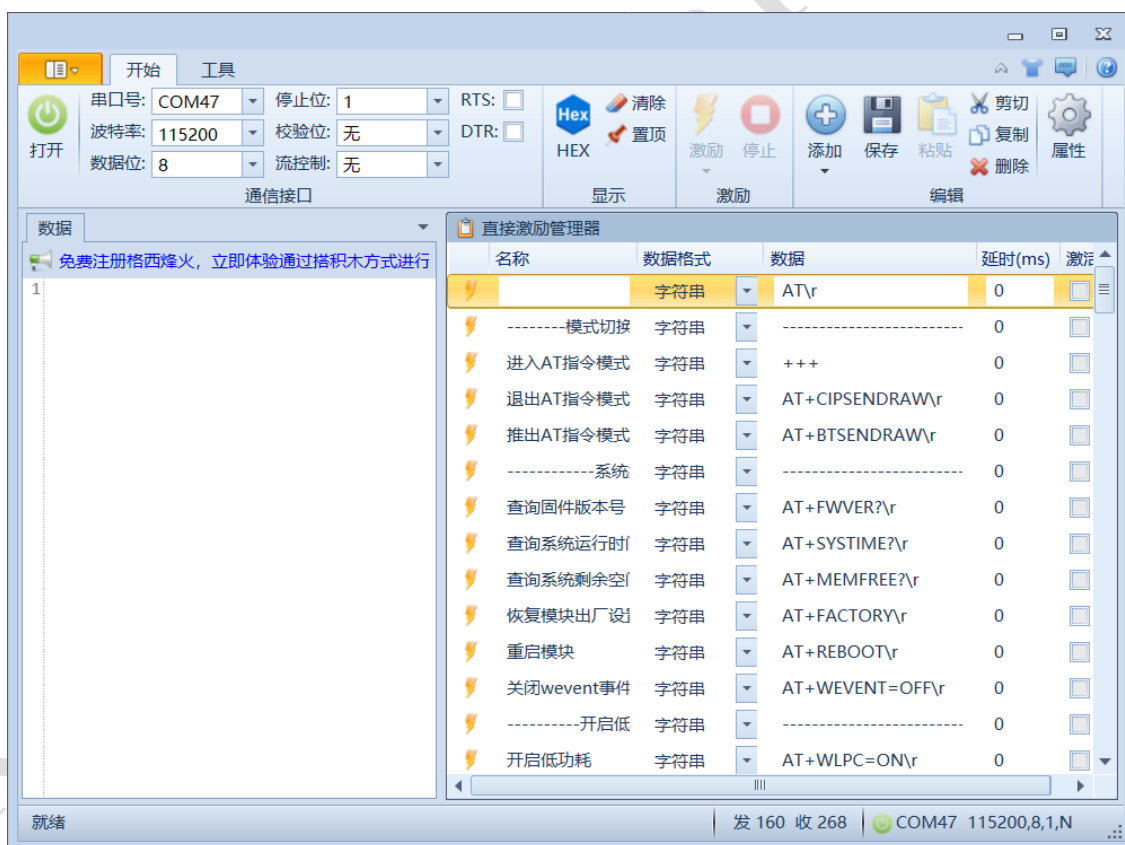 开始 工具
串口号: COM47 停止位: 1 RTS:
波特率: 115200 校验位: 无 DTR:
数据位: 8 流控制: 无
打开
通信接口
Hex
HEX
清除
置顶
显示
激励 停止
激励
添加 保存 粘贴
剪切
复制
删除
属性
编辑
数据
免费注册格西烽火，立即体验通过搭积木方式进行
1
直接激励管理器
名称 数据格式 数据 延时(ms) 激活
字符串 AT\r 0
--------模式切换 字符串 ------------------------- 0
进入AT指令模式 字符串 +++ 0
退出AT指令模式 字符串 AT+CIPSENDRAW\r 0
推出AT指令模式 字符串 AT+BTSENDRAW\r 0
------------系统 字符串 ------------------------- 0
查询固件版本号 字符串 AT+FWVER?\r 0
查询系统运行时间 字符串 AT+SYSTIME?\r 0
查询系统剩余空间 字符串 AT+MEMFREE?\r 0
恢复模块出厂设置 字符串 AT+FACTORY\r 0
重启模块 字符串 AT+REBOOT\r 0
关闭wevent事件 字符串 AT+WEVENT=OFF\r 0
----------开启低 字符串 ------------------------- 0
开启低功耗 字符串 AT+WLPC=ON\r 0
就绪 发 160 收 268 COM47 115200,8,1,N